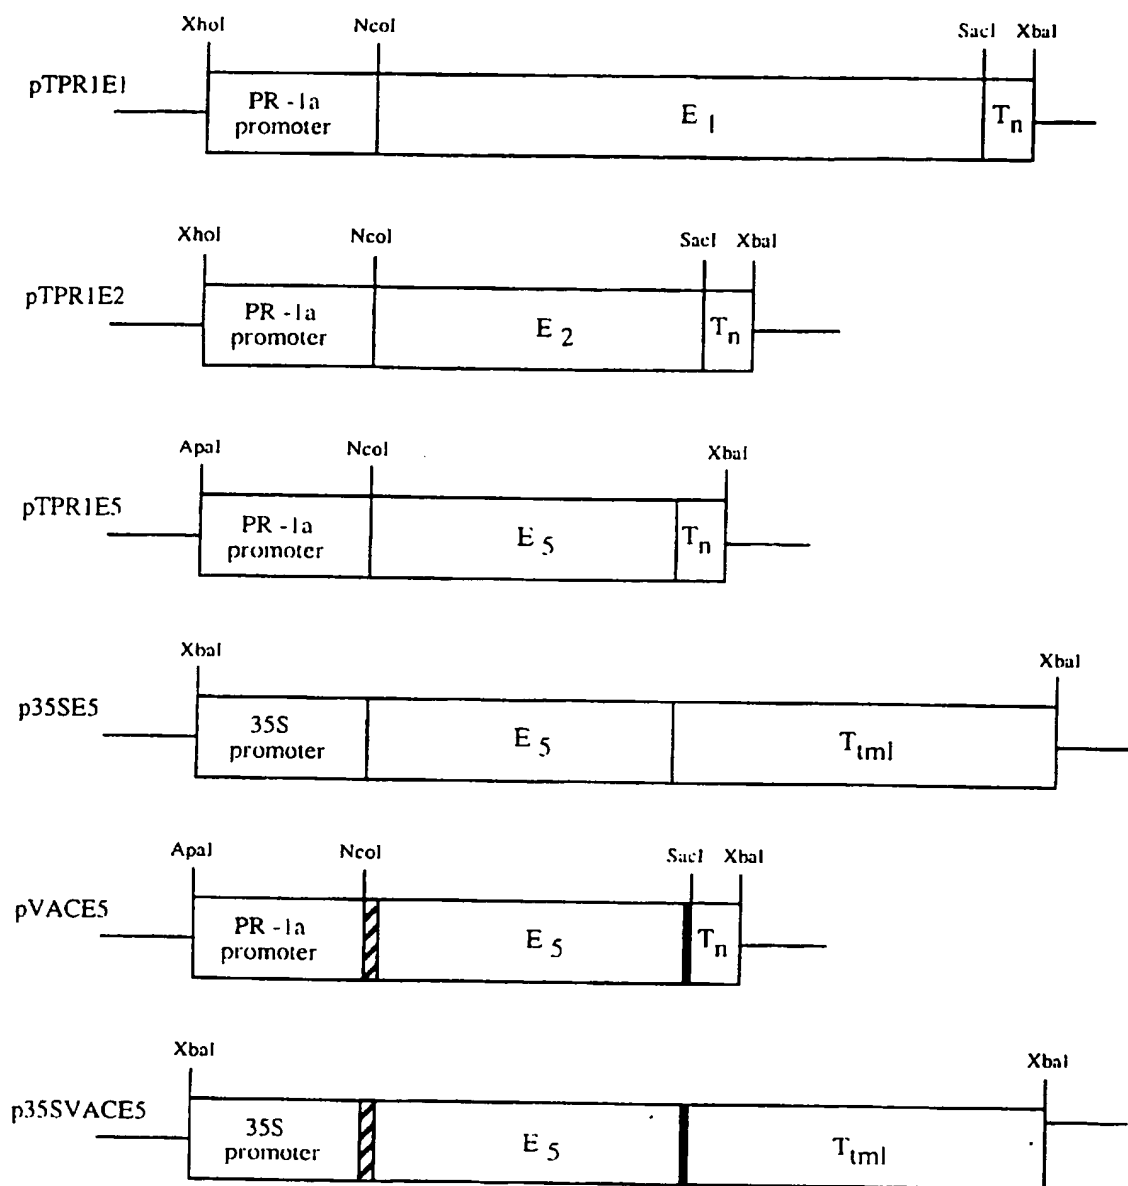 XhoI NcoI SacI XbaI
pTPR1E1
PR -1a
promoter
E1 Tn
XhoI NcoI SacI XbaI
pTPR1E2
PR -1a
promoter
E2 Tn
ApaI NcoI XbaI
pTPR1E5
PR -1a
promoter
E5 Tn
XbaI XbaI
p35SE5
35S
promoter
E5 Ttml
ApaI NcoI SacI XbaI
pVACE5
PR -1a
promoter
E5 Tn
XbaI XbaI
p35SVACE5
35S
promoter
E5 Ttml